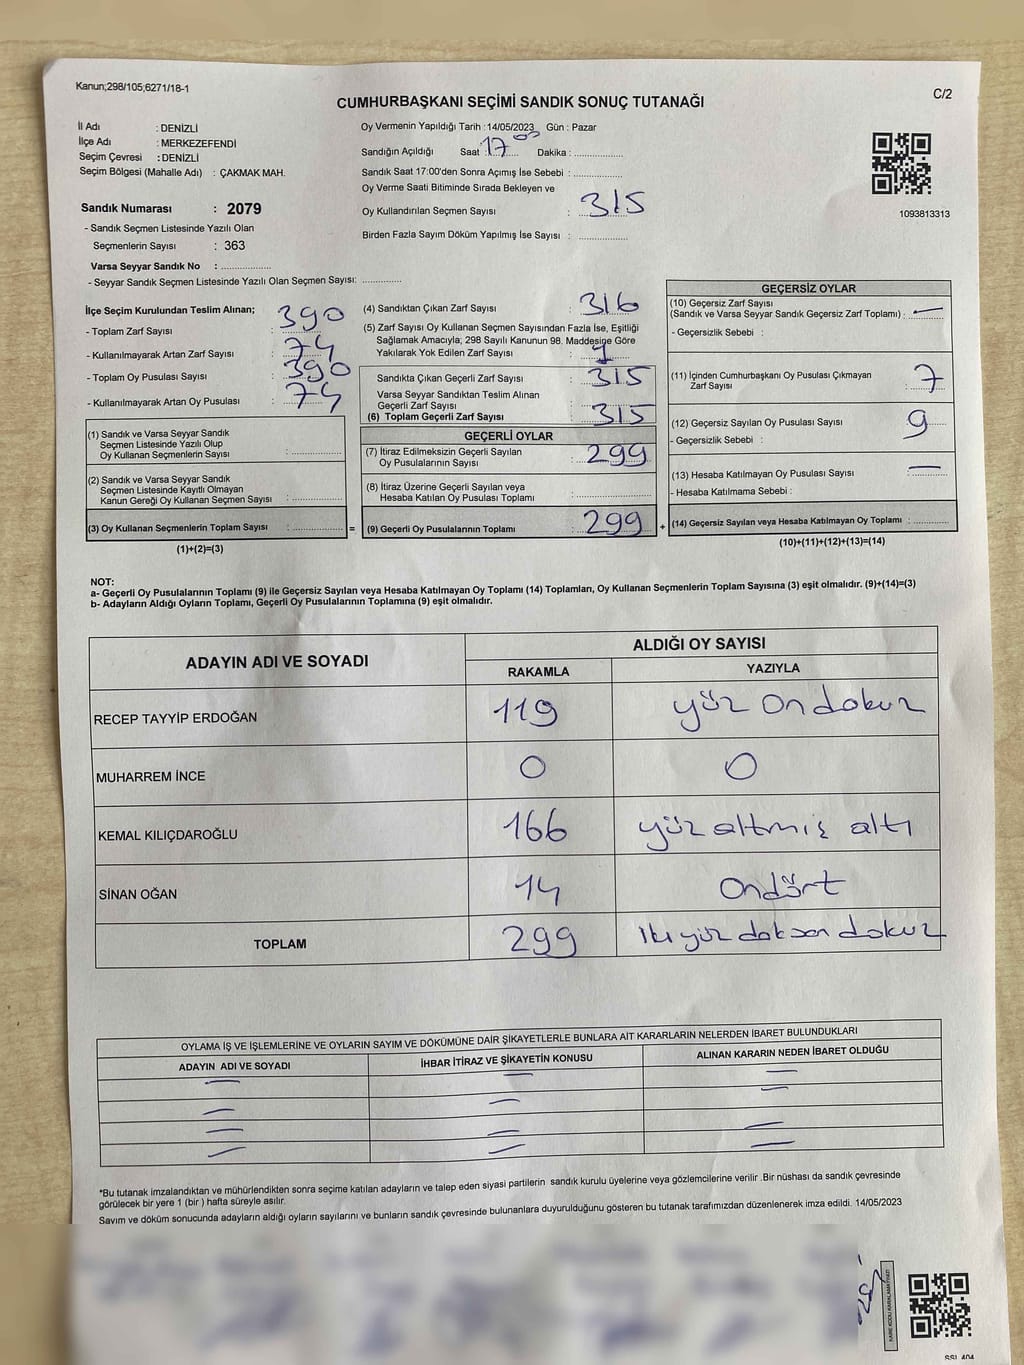 Kanun;298/105,6271/18-1
C/2
CUMHURBAŞKANI SEÇİMİ SANDIK SONUÇ TUTANAĞI
İl Adı : DENİZLİ
İlçe Adı : MERKEZEFENDİ
Seçim Çevresi : DENİZLİ
Seçim Bölgesi (Mahalle Adı) : ÇAKMAK MAH.
Sandık Numarası : 2079
- Sandık Seçmen Listesinde Yazılı Olan
Seçmenlerin Sayısı : 363
Varsa Seyyar Sandık No : ..................
- Seyyar Sandık Seçmen Listesinde Yazılı Olan Seçmen Sayısı: ..............
Oy Vermenin Yapıldığı Tarih :14/05/2023 Gün : Pazar
Sandığın Açıldığı Saat : 17 00 Dakika : ..................
Sandık Saat 17:00'den Sonra Açımış İse Sebebi : ..................
Oy Verme Saati Bitiminde Sırada Bekleyen ve
Oy Kullandırılan Seçmen Sayısı : 315
Birden Fazla Sayım Döküm Yapılmış İse Sayısı : ..................
1093813313
İlçe Seçim Kurulundan Teslim Alınan;
- Toplam Zarf Sayısı : 390
- Kullanılmayarak Artan Zarf Sayısı : 74
- Toplam Oy Pusulası Sayısı : 390
- Kullanılmayarak Artan Oy Pusulası : 74
(1) Sandık ve Varsa Seyyar Sandık
Seçmen Listesinde Yazılı Olup
Oy Kullanan Seçmenlerin Sayısı : ..................
(2) Sandık ve Varsa Seyyar Sandık
Seçmen Listesinde Kayıtlı Olmayan
Kanun Gereği Oy Kullanan Seçmen Sayısı : ..................
(3) Oy Kullanan Seçmenlerin Toplam Sayısı : .................. =
(1)+(2)=(3)
(4) Sandıktan Çıkan Zarf Sayısı : 316
(5) Zarf Sayısı Oy Kullanan Seçmen Sayısından Fazla İse, Eşitliği
Sağlamak Amacıyla; 298 Sayılı Kanunun 98. Maddesine Göre
Yakılarak Yok Edilen Zarf Sayısı : 1
Sandıkta Çıkan Geçerli Zarf Sayısı : 315
Varsa Seyyar Sandıktan Teslim Alınan
Geçerli Zarf Sayısı :
(6) Toplam Geçerli Zarf Sayısı : 315
GEÇERLİ OYLAR
(7) İtiraz Edilmeksizin Geçerli Sayılan
Oy Pusulalarının Sayısı : 299
(8) İtiraz Üzerine Geçerli Sayılan veya
Hesaba Katılan Oy Pusulası Toplamı : ..................
(9) Geçerli Oy Pusulalarının Toplamı : 299 +
GEÇERSİZ OYLAR
(10) Geçersiz Zarf Sayısı
(Sandık ve Varsa Seyyar Sandık Geçersiz Zarf Toplamı) : —
- Geçersizlik Sebebi :
(11) İçinden Cumhurbaşkanı Oy Pusulası Çıkmayan
Zarf Sayısı : 7
(12) Geçersiz Sayılan Oy Pusulası Sayısı : 9
- Geçersizlik Sebebi :
(13) Hesaba Katılmayan Oy Pusulası Sayısı : —
- Hesaba Katılmama Sebebi :
(14) Geçersiz Sayılan veya Hesaba Katılmayan Oy Toplamı : ............
(10)+(11)+(12)+(13)=(14)
NOT:
a- Geçerli Oy Pusulalarının Toplamı (9) ile Geçersiz Sayılan veya Hesaba Katılmayan Oy Toplamı (14) Toplamları, Oy Kullanan Seçmenlerin Toplam Sayısına (3) eşit olmalıdır. (9)+(14)=(3)
b- Adayların Aldığı Oyların Toplamı, Geçerli Oy Pusulalarının Toplamına (9) eşit olmalıdır.
ADAYIN ADI VE SOYADI ALDIĞI OY SAYISI
RAKAMLA YAZIYLA
RECEP TAYYİP ERDOĞAN 119 yüz on dokuz
MUHARREM İNCE 0 0
KEMAL KILIÇDAROĞLU 166 yüz altmış altı
SİNAN OĞAN 14 ondört
TOPLAM 299 iki yüz doksan dokuz
OYLAMA İŞ VE İŞLEMLERİNE VE OYLARIN SAYIM VE DÖKÜMÜNE DAİR ŞİKAYETLERLE BUNLARA AİT KARARLARIN NELERDEN İBARET BULUNDUKLARI
ADAYIN ADI VE SOYADI İHBAR İTİRAZ VE ŞİKAYETİN KONUSU ALINAN KARARIN NEDEN İBARET OLDUĞU
— — —
— — —
— — —
— — —
*Bu tutanak imzalandıktan ve mühürlendikten sonra seçime katılan adayların ve talep eden siyasi partilerin sandık kurulu üyelerine veya gözlemcilerine verilir .Bir nüshası da sandık çevresinde
görülecek bir yere 1 (bir ) hafta süreyle asılır.
Sayım ve döküm sonucunda adayların aldığı oyların sayılarını ve bunların sandık çevresinde bulunanlara duyurulduğunu gösteren bu tutanak tarafımızdan düzenlenerek imza edildi. 14/05/2023